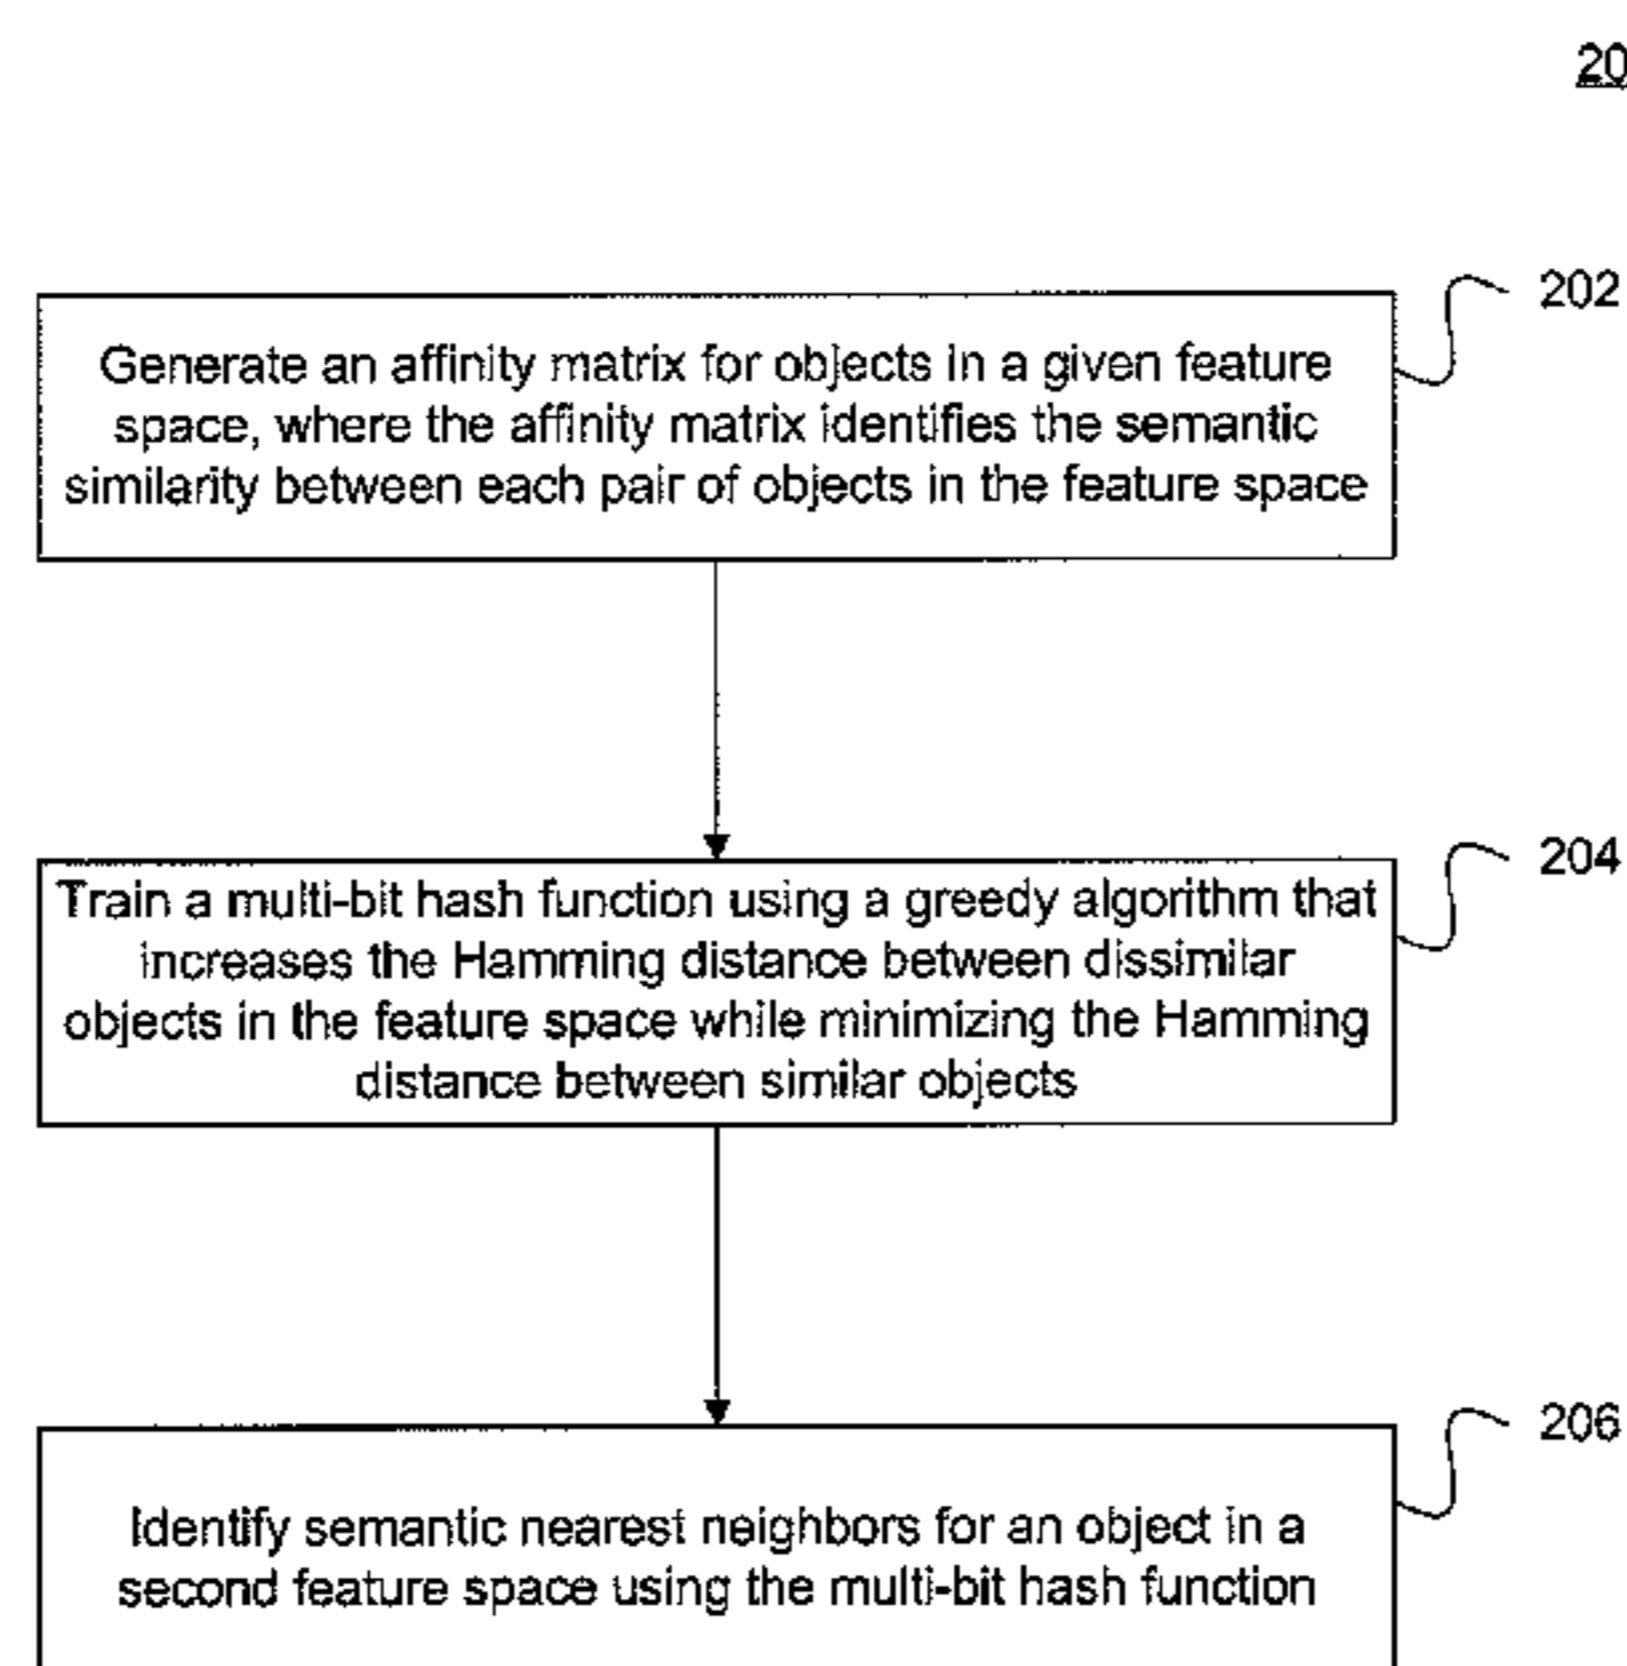 20
202
Generate an affinity matrix for objects in a given feature
space, where the affinity matrix identifies the semantic
similarity between each pair of objects in the feature space
204
Train a multi-bit hash function using a greedy algorithm that
increases the Hamming distance between dissimilar
objects in the feature space while minimizing the Hamming
distance between similar objects
206
Identify semantic nearest neighbors for an object in a
second feature space using the multi-bit hash function